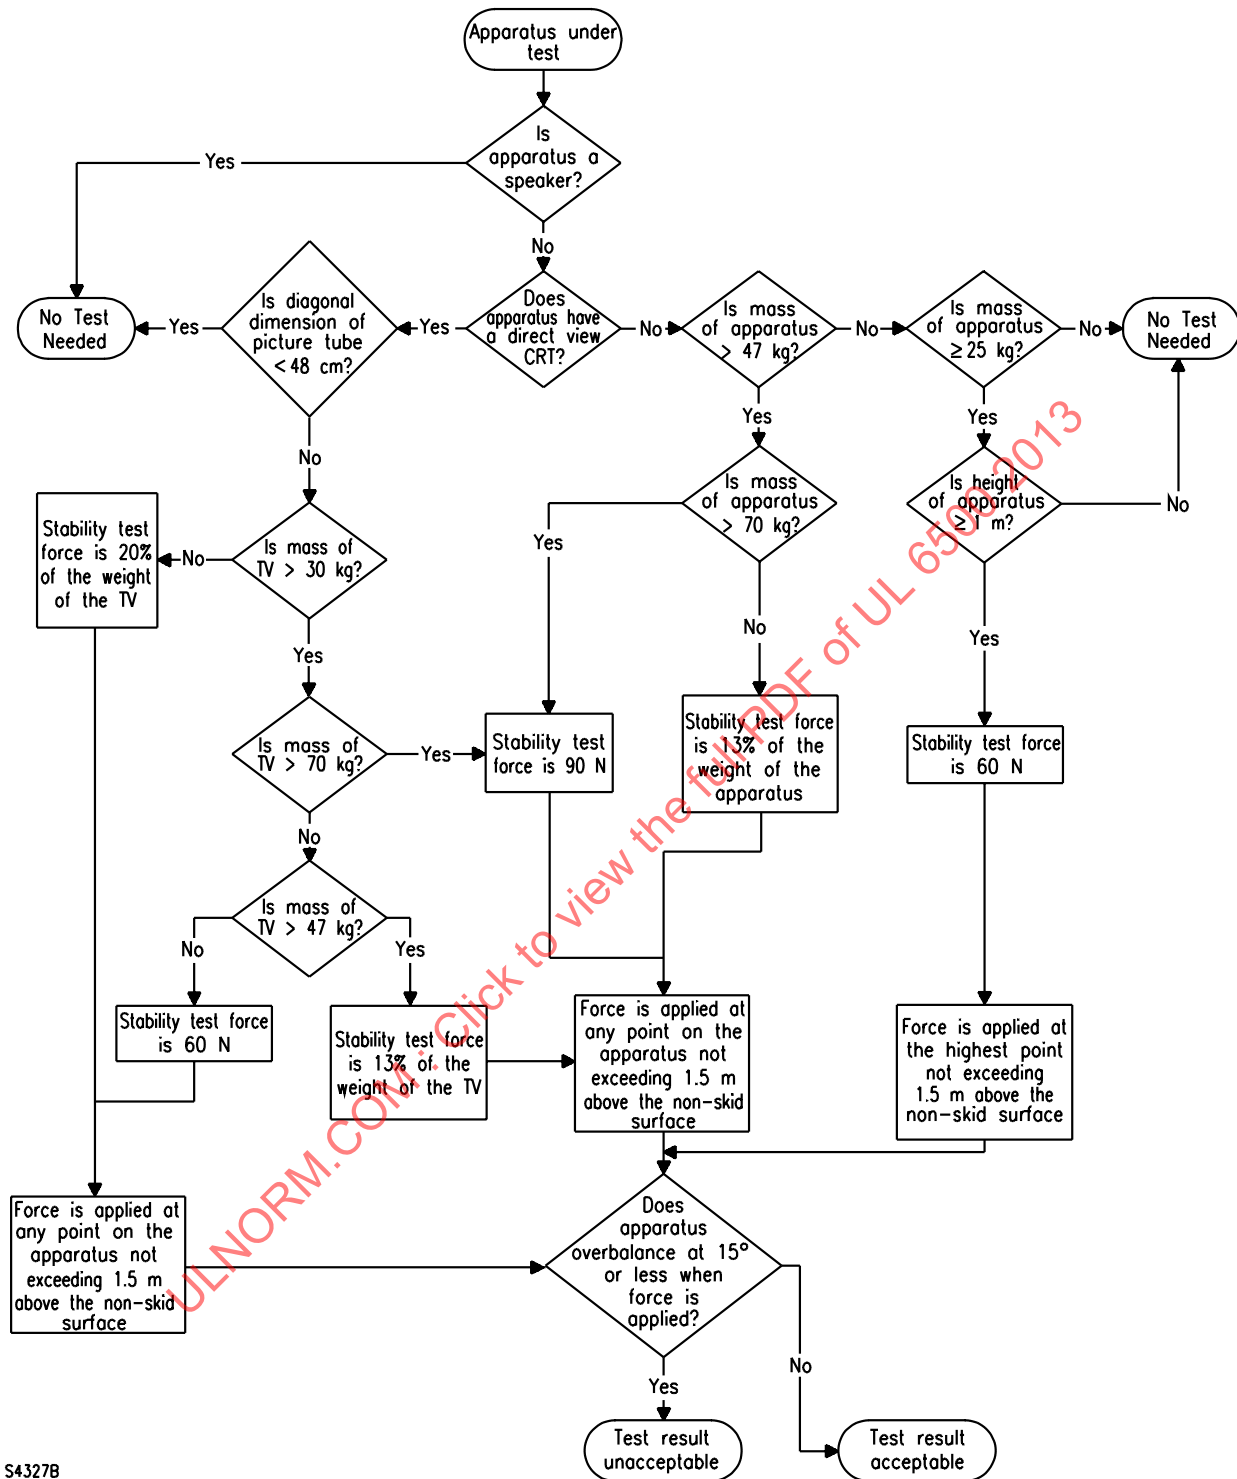 Apparatus under
test
Is
apparatus a
speaker?
Yes
No
Is diagonal
dimension of
picture tube
<48 cm?
Does
apparatus have
a direct view
CRT?
Is mass
of apparatus
> 47 kg?
Is mass
of apparatus
≥25 kg?
No Test
Needed
Yes
Yes
No
No
No
No Test
Needed
No
Yes
Yes
Is mass
of apparatus
> 70 kg?
Is height
of apparatus
≥ 1 m?
No
Stability test
force is 20%
of the weight
of the TV
No
Is mass of
TV > 30 kg?
Yes
No
Yes
Yes
Is mass of
TV > 70 kg?
Yes
Stability test
force is 90 N
Stability test force
is 13% of the
weight of the
apparatus
Stability test force
is 60 N
No
Is mass of
TV > 47 kg?
No
Yes
Stability test force
is 60 N
Stability test force
is 13% of the
weight of the TV
Force is applied at
any point on the
apparatus not
exceeding 1.5 m
above the non-skid
surface
Force is applied at
the highest point
not exceeding
1.5 m above the
non-skid surface
Force is applied at
any point on the
apparatus not
exceeding 1.5 m
above the non-skid
surface
Does
apparatus
overbalance at 15°
or less when
force is
applied?
Yes
No
Test result
unacceptable
Test result
acceptable
S4327B
ULNORM.COM : Click to view the full PDF of UL 6500 2013